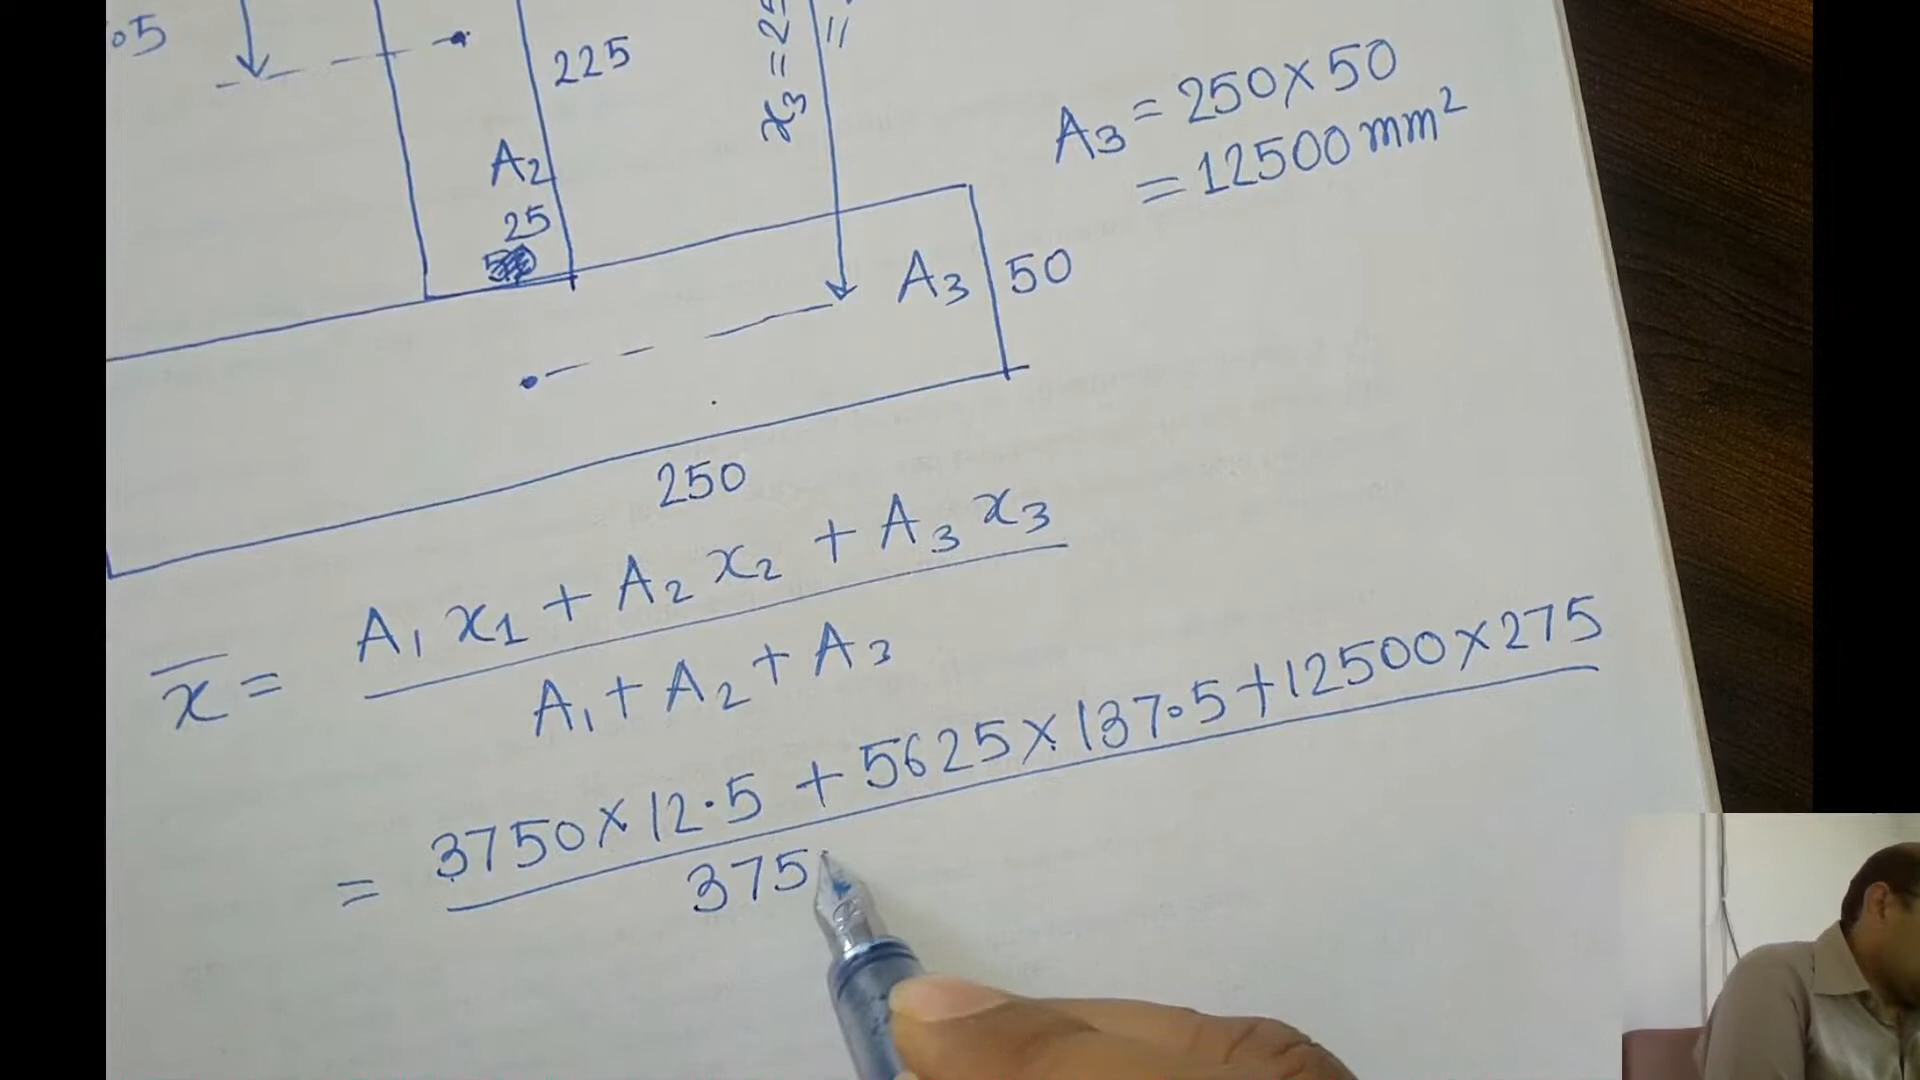 .05
225
x3 = 25
=
A3 = 250×50
= 12500 mm²
A2
25
A3
50
250
x̄ = A1 x1 + A2 x2 + A3 x3
A1 + A2 + A3
= 3750×12.5 + 5625×137.5+12500×275
375